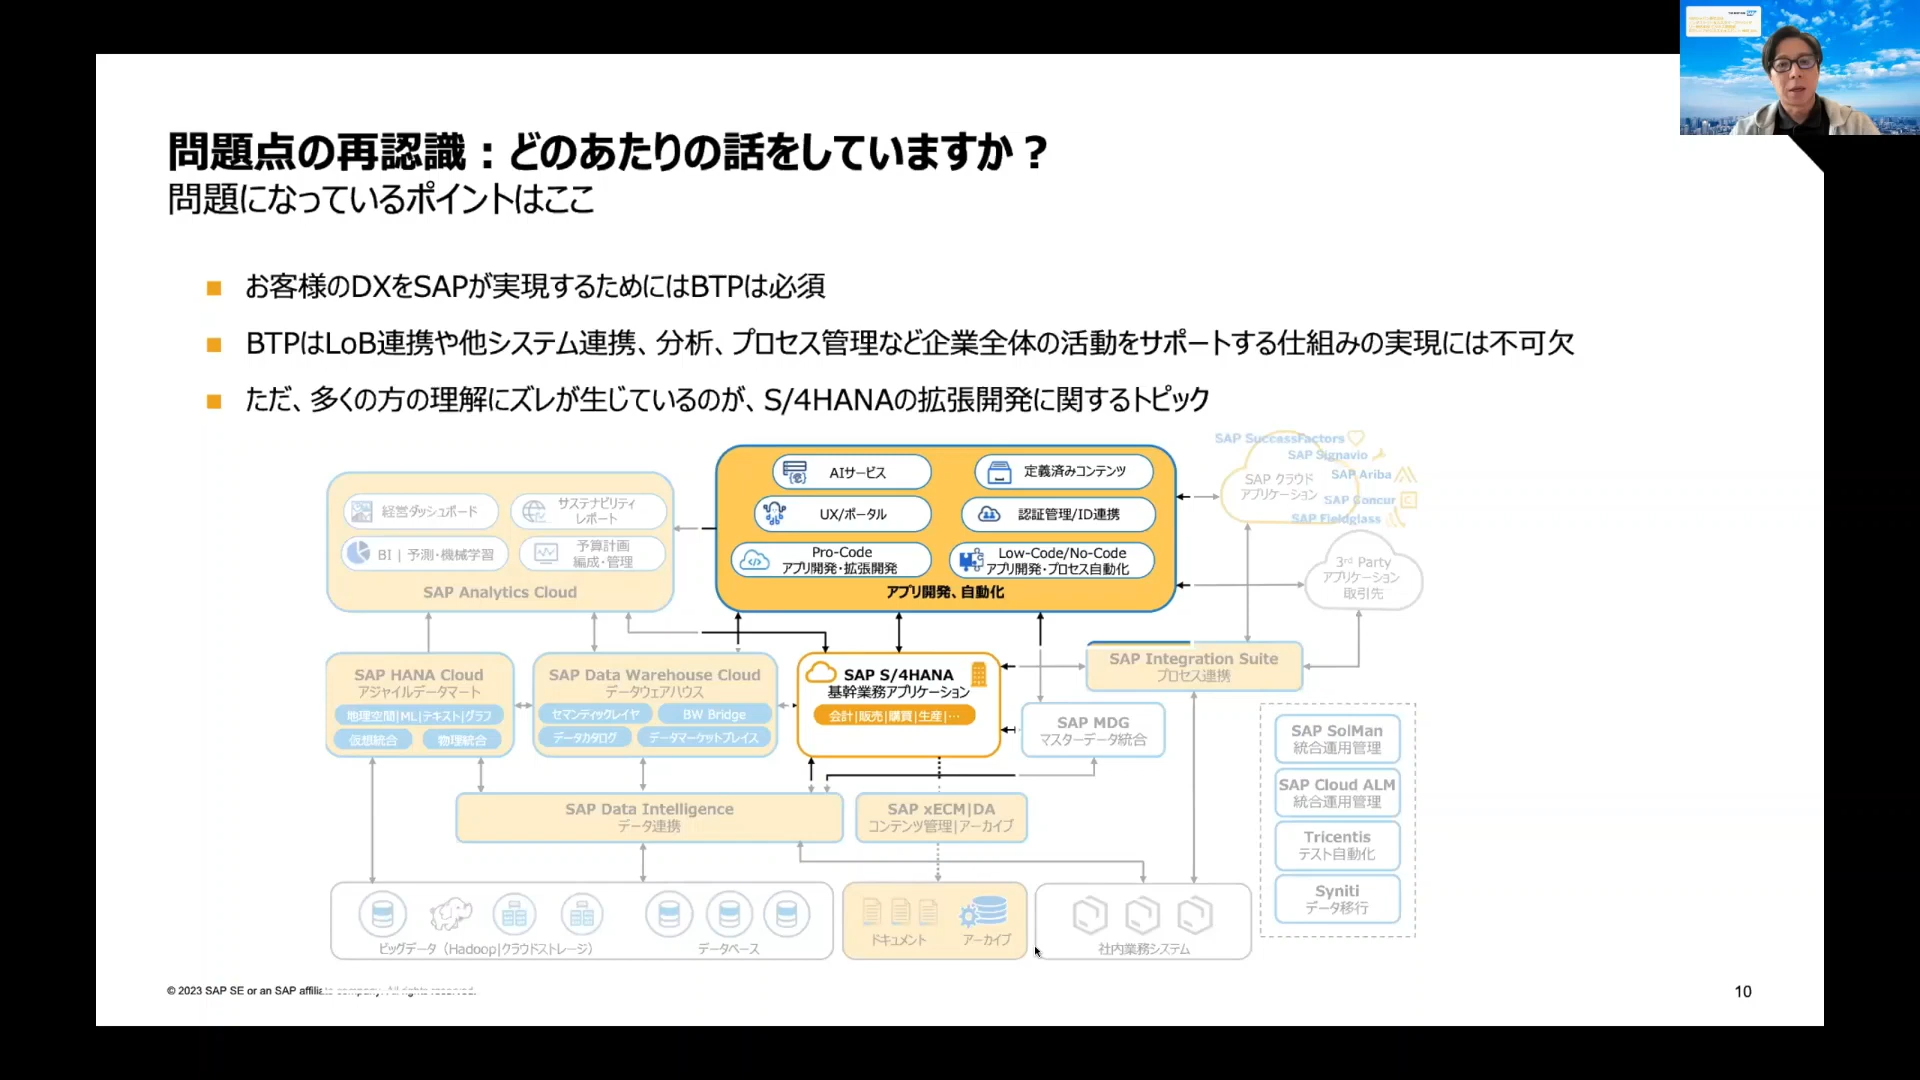 問題点の再認識：どのあたりの話をしていますか？
問題になっているポイントはここ
お客様のDXをSAPが実現するためにはBTPは必須
BTPはLoB連携や他システム連携、分析、プロセス管理など企業全体の活動をサポートする仕組みの実現には不可欠
ただ、多くの方の理解にズレが生じているのが、S/4HANAの拡張開発に関するトピック
経営ダッシュボード
サステナビリティ
レポート
BI | 予測・機械学習
予算計画
編成・管理
SAP Analytics Cloud
AIサービス
定義済みコンテンツ
UX/ポータル
認証管理/ID連携
Pro-Code
アプリ開発・拡張開発
Low-Code/No-Code
アプリ開発・プロセス自動化
アプリ開発、自動化
SAP SuccessFactors
SAP Signavio
SAP Ariba
SAP Concur
SAP Fieldglass
SAP クラウド
アプリケーション
3rd Party
アプリケーション
取引先
SAP HANA Cloud
アジャイルデータマート
地理空間|ML|テキスト|グラフ
仮想統合
物理統合
SAP Data Warehouse Cloud
データウェアハウス
セマンティックレイヤ
BW Bridge
データカタログ
データマーケットプレイス
SAP S/4HANA
基幹業務アプリケーション
会計|販売|購買|生産|…
SAP Integration Suite
プロセス連携
SAP MDG
マスターデータ統合
SAP Data Intelligence
データ連携
SAP xECM|DA
コンテンツ管理|アーカイブ
SAP SolMan
統合運用管理
SAP Cloud ALM
統合運用管理
Tricentis
テスト自動化
Syniti
データ移行
ビッグデータ（Hadoop|クラウドストレージ）
データベース
ドキュメント
アーカイブ
社内業務システム
© 2023 SAP SE or an SAP affiliate company. All rights reserved.
10